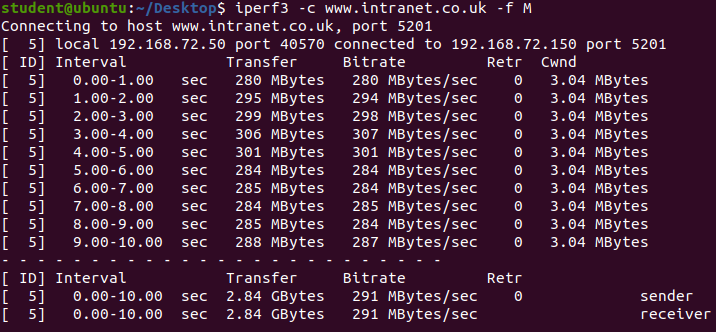 student@ubuntu:~/Desktop$ iperf3 -c www.intranet.co.uk -f M
Connecting to host www.intranet.co.uk, port 5201
[  5] local 192.168.72.50 port 40570 connected to 192.168.72.150 port 5201
[ ID] Interval           Transfer     Bitrate         Retr  Cwnd
[  5]   0.00-1.00   sec   280 MBytes   280 MBytes/sec    0   3.04 MBytes
[  5]   1.00-2.00   sec   295 MBytes   294 MBytes/sec    0   3.04 MBytes
[  5]   2.00-3.00   sec   299 MBytes   298 MBytes/sec    0   3.04 MBytes
[  5]   3.00-4.00   sec   306 MBytes   307 MBytes/sec    0   3.04 MBytes
[  5]   4.00-5.00   sec   301 MBytes   301 MBytes/sec    0   3.04 MBytes
[  5]   5.00-6.00   sec   284 MBytes   284 MBytes/sec    0   3.04 MBytes
[  5]   6.00-7.00   sec   285 MBytes   284 MBytes/sec    0   3.04 MBytes
[  5]   7.00-8.00   sec   284 MBytes   285 MBytes/sec    0   3.04 MBytes
[  5]   8.00-9.00   sec   285 MBytes   284 MBytes/sec    0   3.04 MBytes
[  5]   9.00-10.00  sec   288 MBytes   287 MBytes/sec    0   3.04 MBytes
- - - - - - - - - - - - - - - - - - - - - - - - -
[ ID] Interval           Transfer     Bitrate         Retr
[  5]   0.00-10.00  sec  2.84 GBytes   291 MBytes/sec    0             sender
[  5]   0.00-10.00  sec  2.84 GBytes   291 MBytes/sec                  receiver